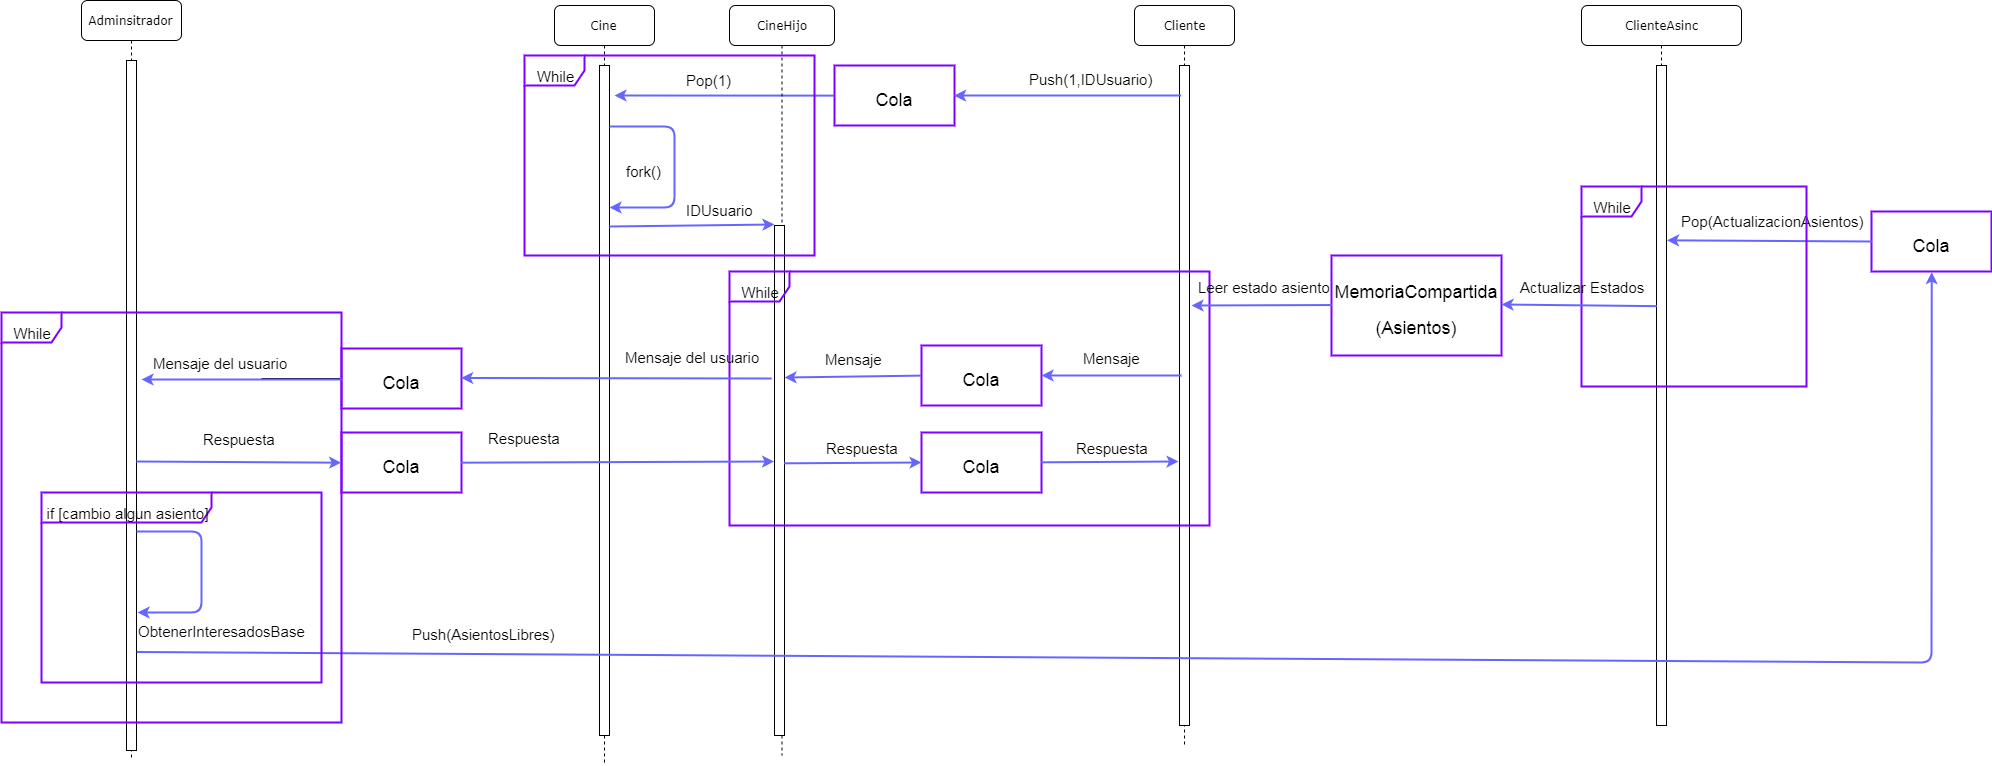 Adminsitrador
Cine
CineHijo
Cliente
ClienteAsinc
While
Pop(1)
Cola
Push(1,IDUsuario)
fork()
IDUsuario
While
Pop(ActualizacionAsientos)
Cola
While
Leer estado asiento
MemoriaCompartida
(Asientos)
Actualizar Estados
While
Mensaje del usuario
Cola
Mensaje del usuario
Mensaje
Cola
Mensaje
Respuesta
Cola
Respuesta
Respuesta
Cola
Respuesta
if [cambio algun asiento]
ObtenerInteresadosBase
Push(AsientosLibres)